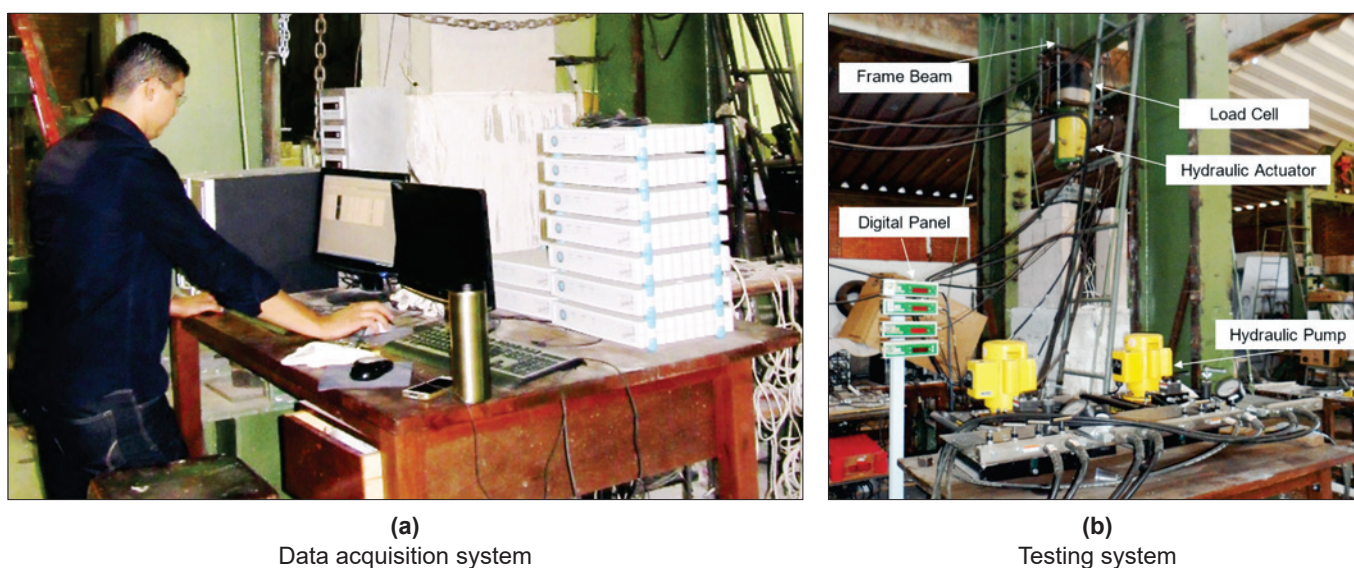 Frame Beam
Load Cell
Hydraulic Actuator
Digital Panel
Hydraulic Pump
(a)
Data acquisition system
(b)
Testing system